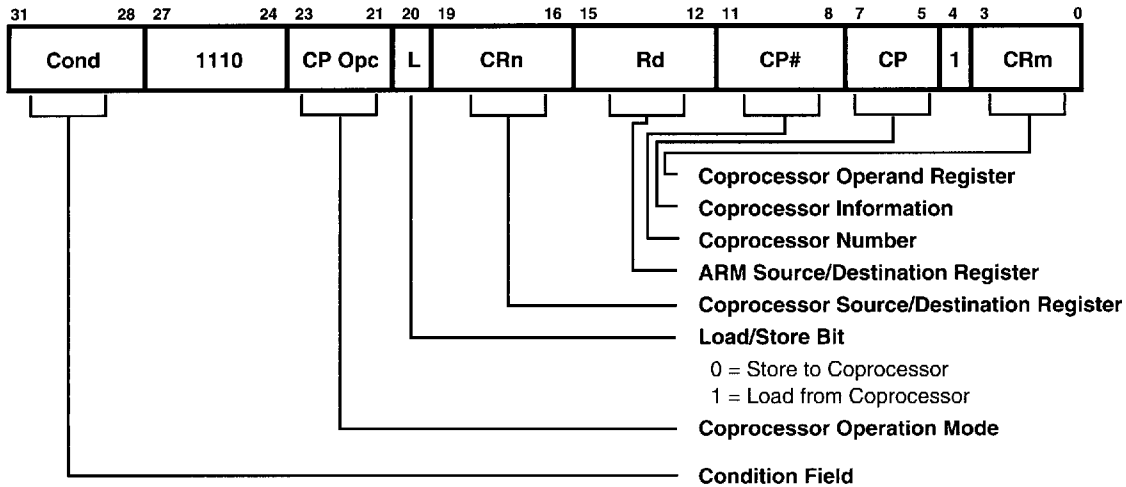 31 28 27 24 23 21 20 19 16 15 12 11 8 7 5 4 3 0
Cond 1110 CP Opc L CRn Rd CP# CP 1 CRm
Coprocessor Operand Register
Coprocessor Information
Coprocessor Number
ARM Source/Destination Register
Coprocessor Source/Destination Register
Load/Store Bit
0 = Store to Coprocessor
1 = Load from Coprocessor
Coprocessor Operation Mode
Condition Field